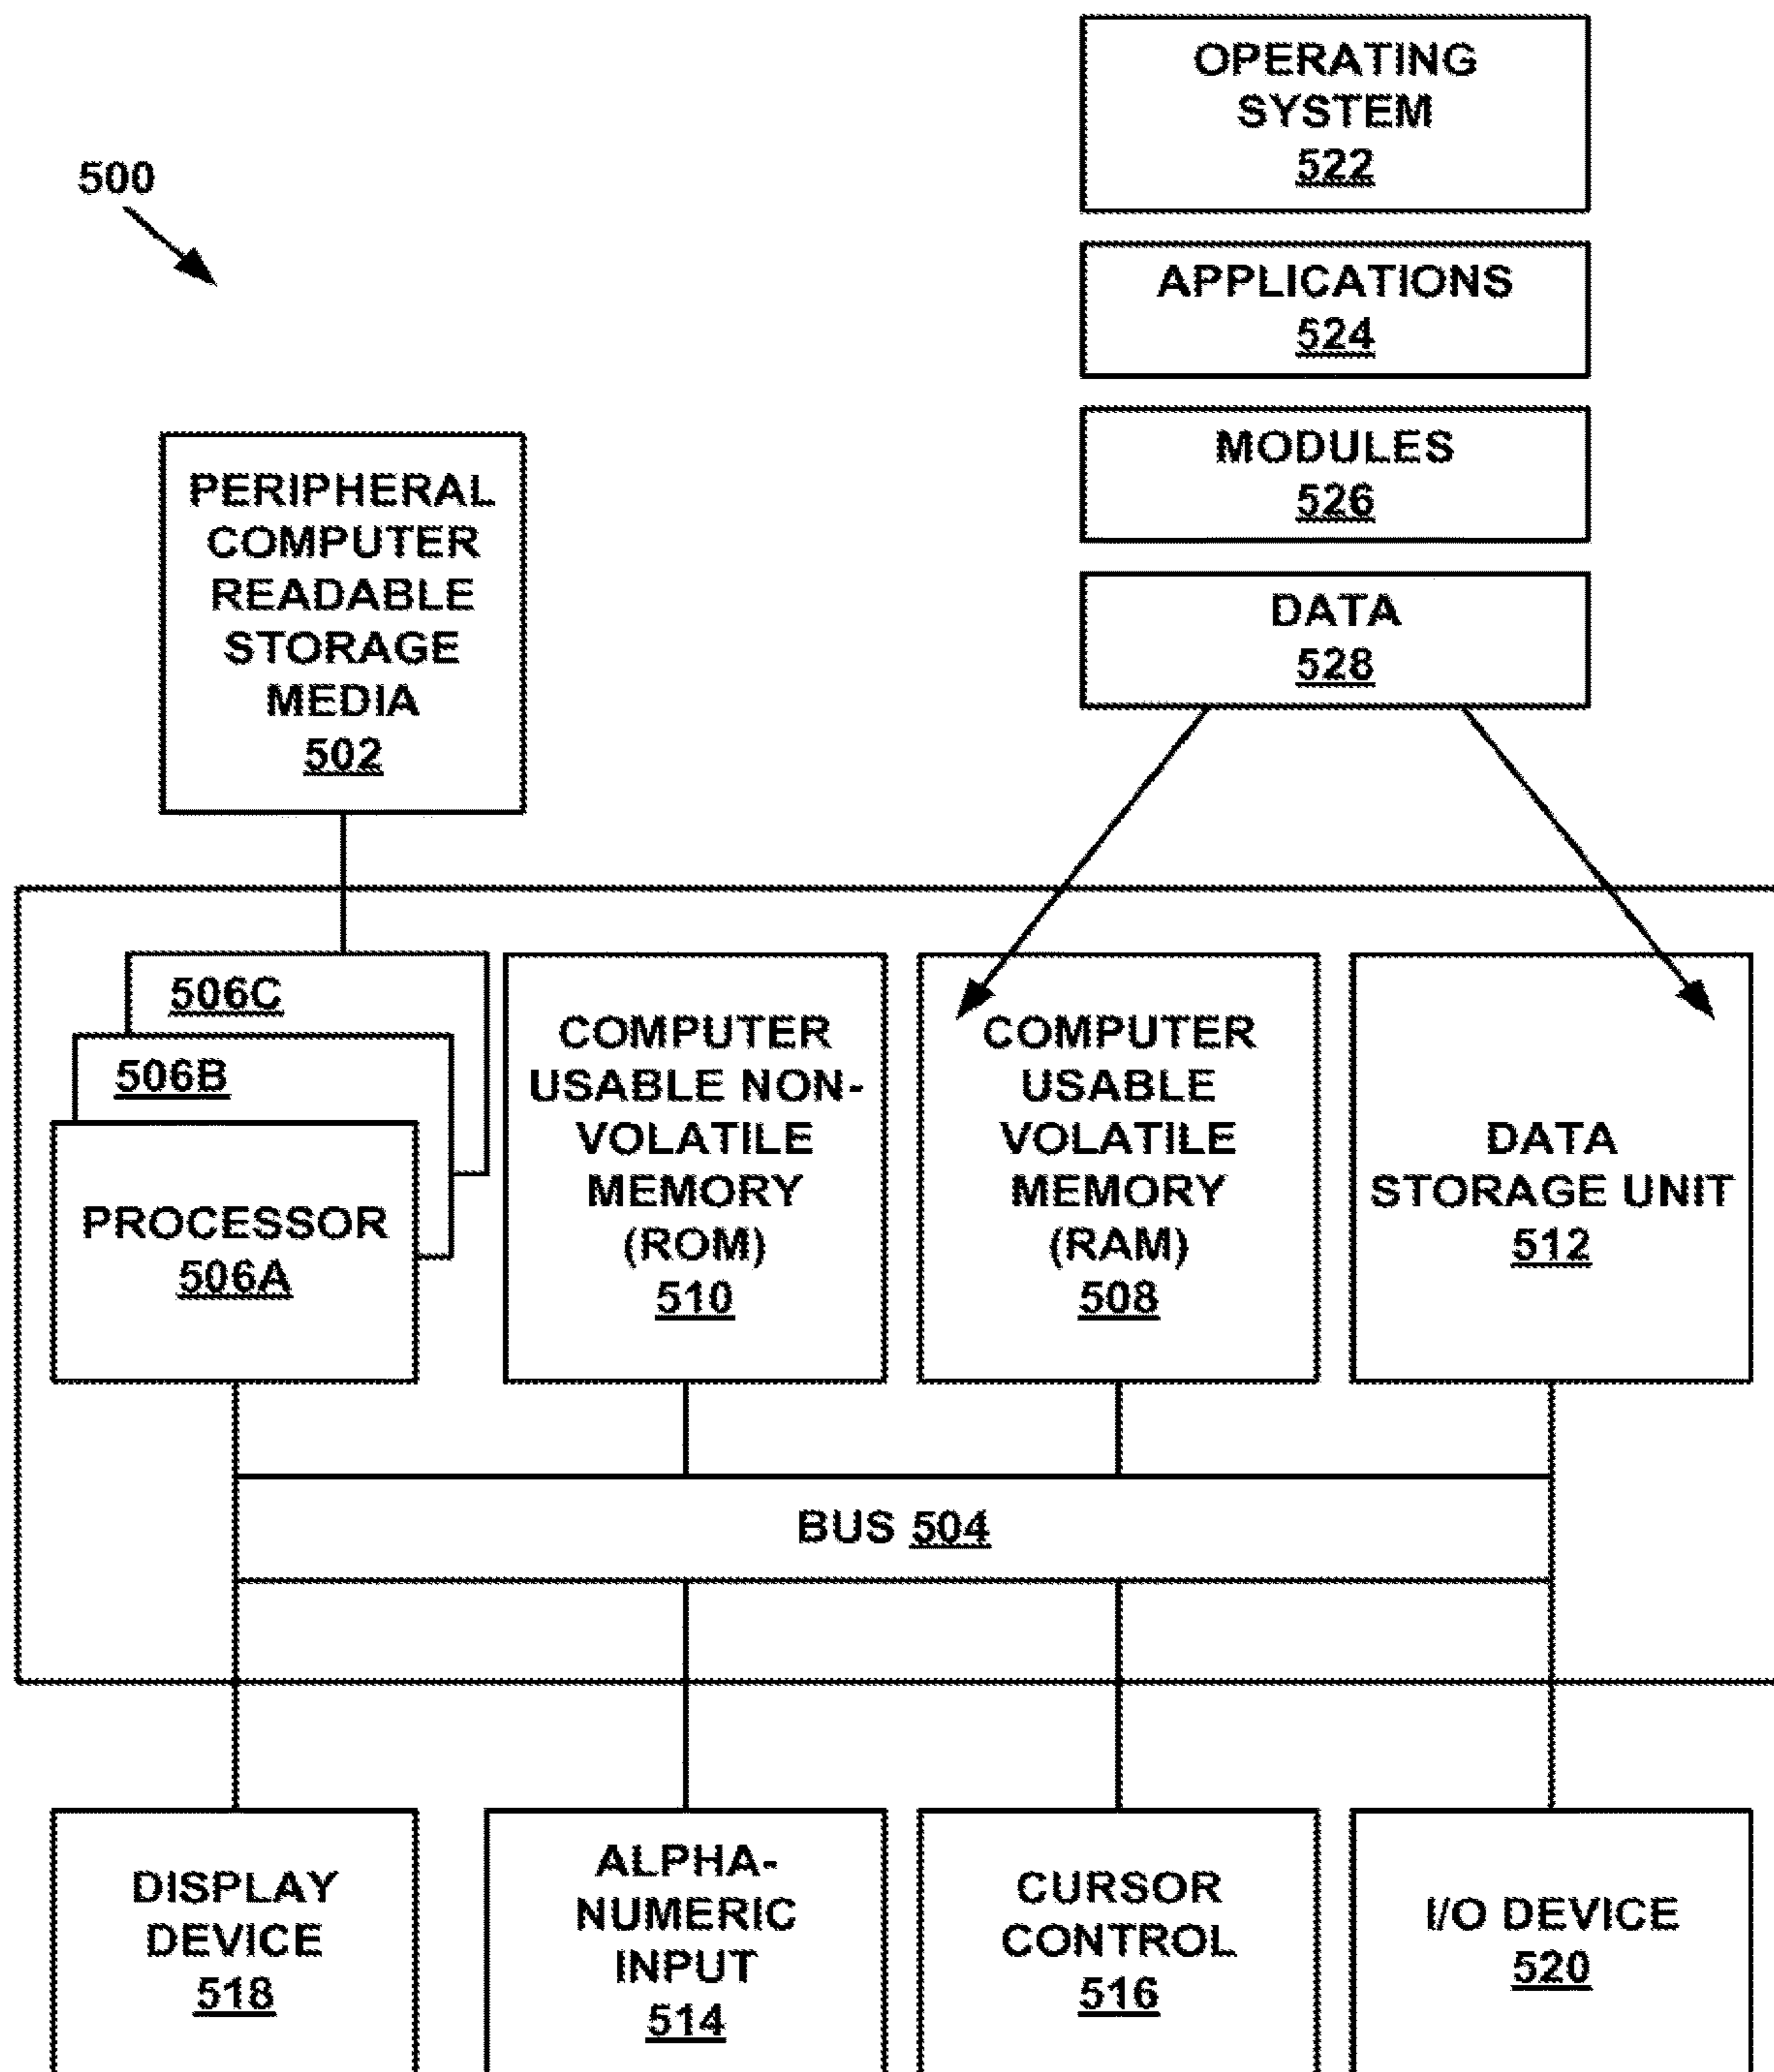 500
OPERATING
SYSTEM
522
APPLICATIONS
524
MODULES
526
DATA
528
PERIPHERAL
COMPUTER
READABLE
STORAGE
MEDIA
502
506C
506B
PROCESSOR
506A
COMPUTER
USABLE NON-
VOLATILE
MEMORY
(ROM)
510
COMPUTER
USABLE
VOLATILE
MEMORY
(RAM)
508
DATA
STORAGE UNIT
512
BUS 504
DISPLAY
DEVICE
518
ALPHA-
NUMERIC
INPUT
514
CURSOR
CONTROL
516
I/O DEVICE
520